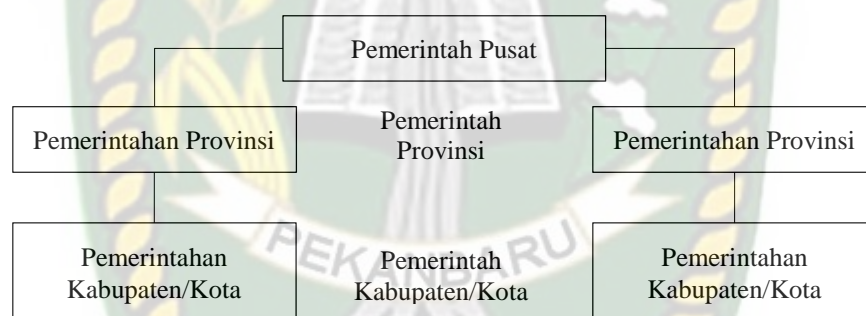 Pemerintah Pusat
Pemerintahan Provinsi
Pemerintah
Provinsi
Pemerintahan Provinsi
Pemerintahan
Kabupaten/Kota
Pemerintah
Kabupaten/Kota
Pemerintahan
Kabupaten/Kota
PEKANBARU